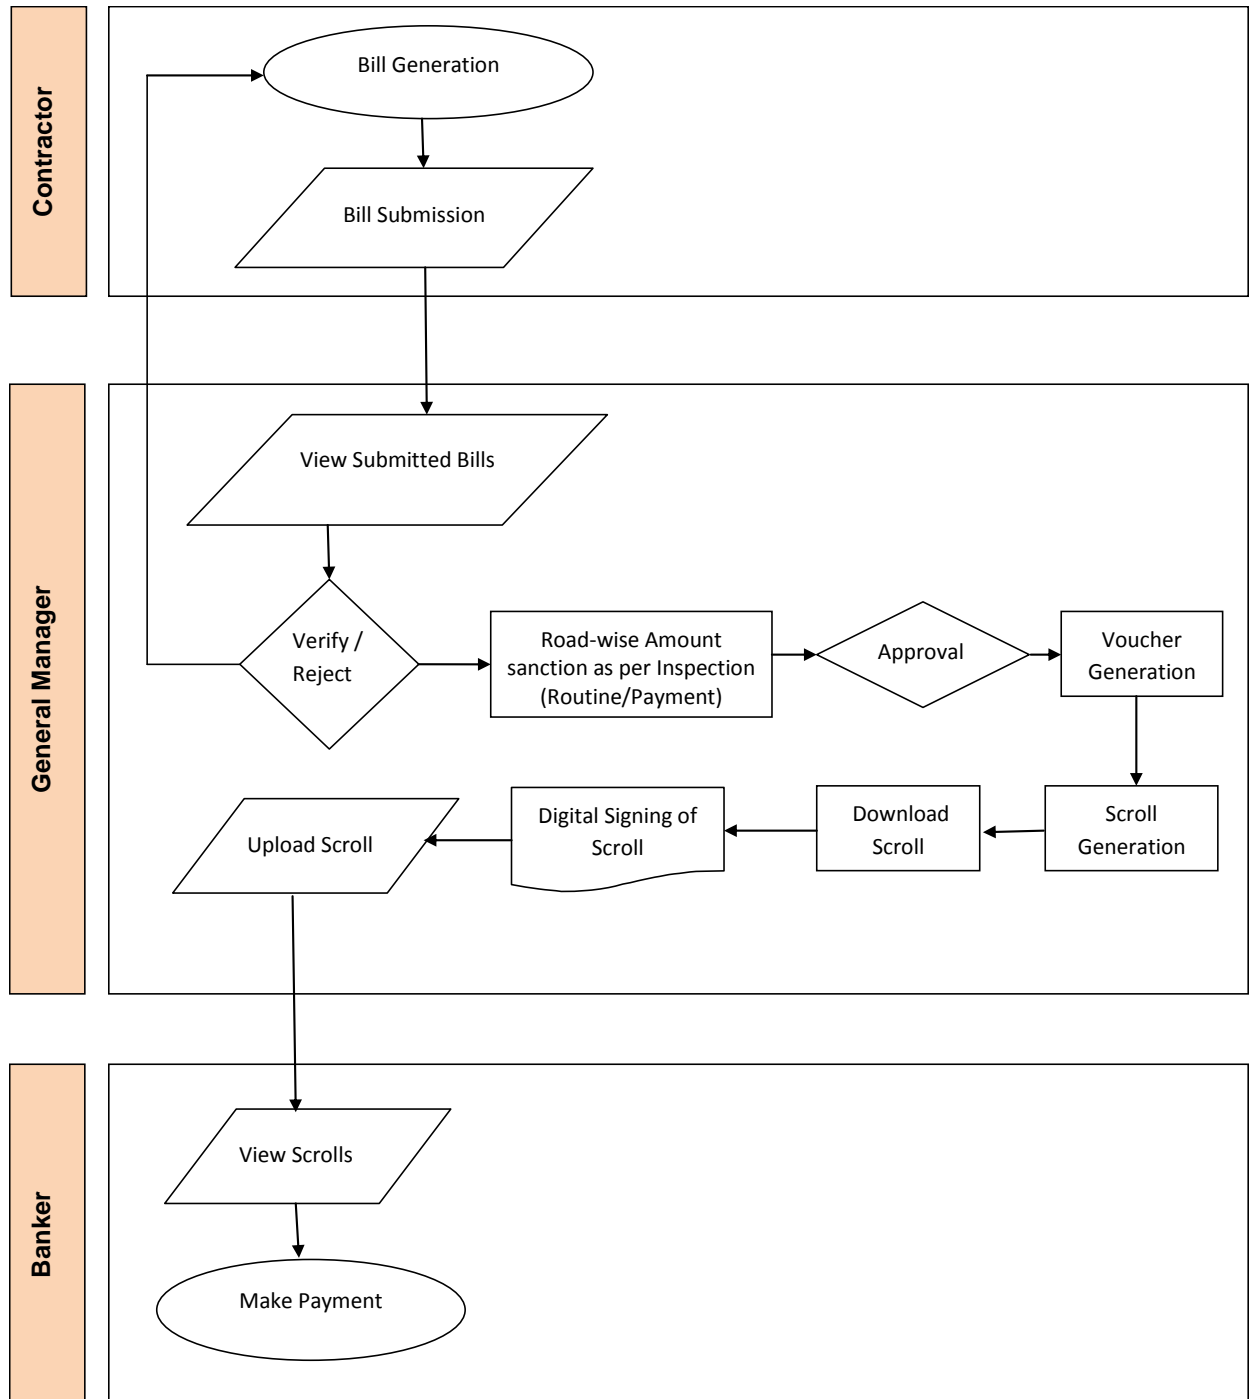 Contractor
Bill Generation
Bill Submission
General Manager
View Submitted Bills
Verify /
Reject
Road-wise Amount
sanction as per Inspection
(Routine/Payment)
Approval
Voucher
Generation
Scroll
Generation
Download
Scroll
Digital Signing of
Scroll
Upload Scroll
Banker
View Scrolls
Make Payment